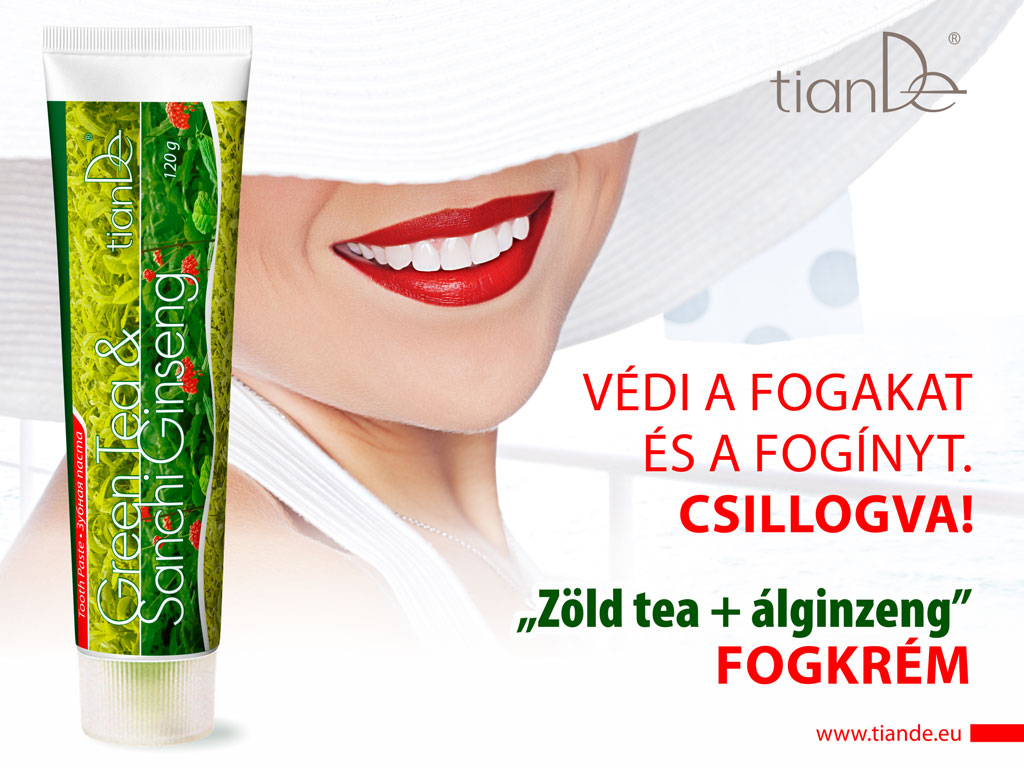 tianDe®
tianDe®
120 g
Green Tea &
Sanchi Ginseng
Tooth Paste • Зубная паста
VÉDI A FOGAKAT
ÉS A FOGÍNYT.
CSILLOGVA!
„Zöld tea + álginzeng”
FOGKRÉM
www.tiande.eu